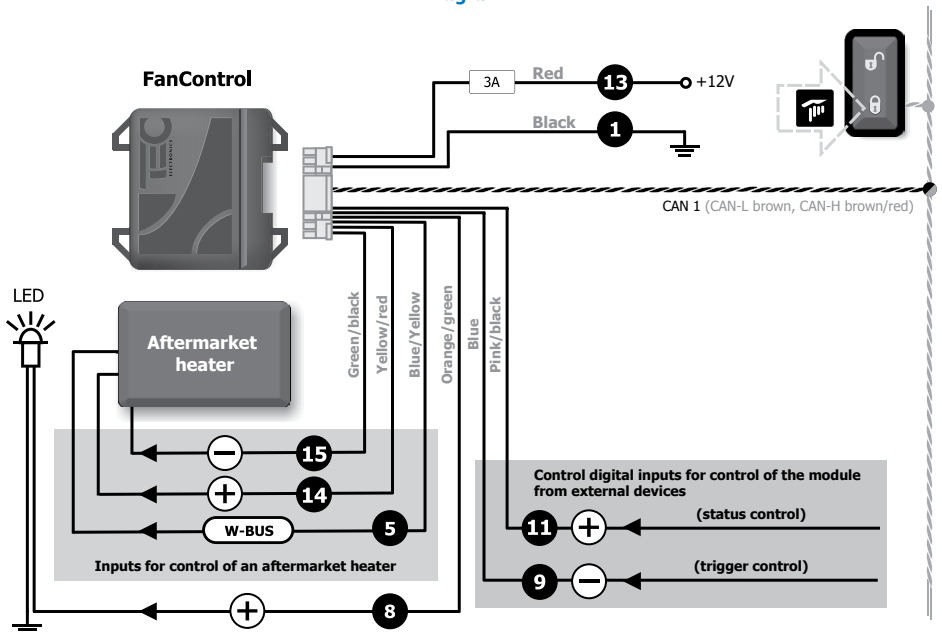 FanControl
3A
Red
13
+12V
Black
1
TEC
ELECTRONICS
CAN 1 (CAN-L brown, CAN-H brown/red)
LED
Aftermarket
heater
Green/black
Yellow/red
Blue/Yellow
Orange/green
Blue
Pink/black
15
14
W-BUS
5
Inputs for control of an aftermarket heater
8
Control digital inputs for control of the module
from external devices
(status control)
11
(trigger control)
9